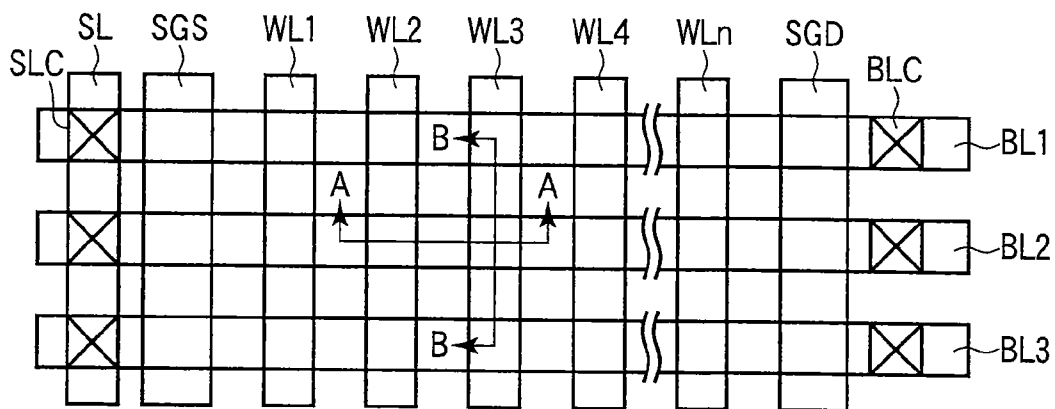 SL SGS WL1 WL2 WL3 WL4 WLn SGD
SLC BLC
B BL1
A A
BL2
B BL3